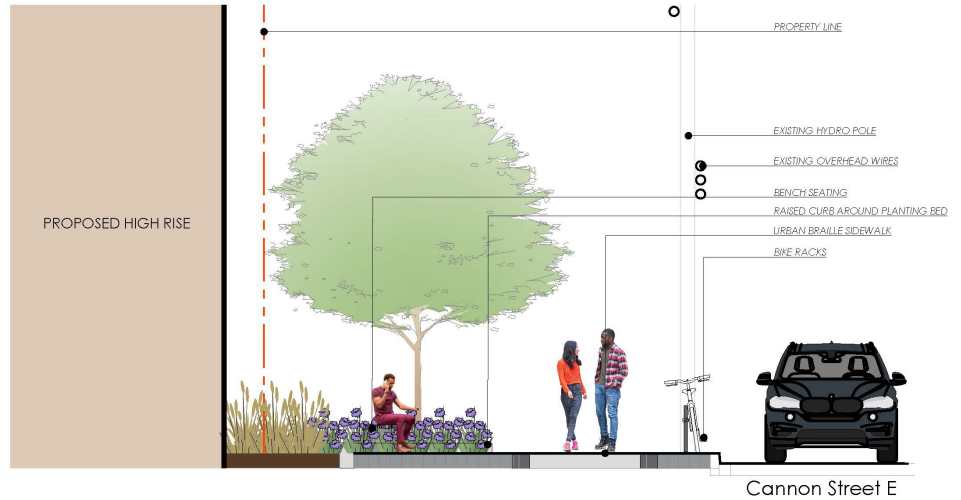 PROPERTY LINE
EXISTING HYDRO POLE
EXISTING OVERHEAD WIRES
BENCH SEATING
RAISED CURB AROUND PLANTING BED
PROPOSED HIGH RISE
URBAN BRAILLE SIDEWALK
BIKE RACKS
Cannon Street E